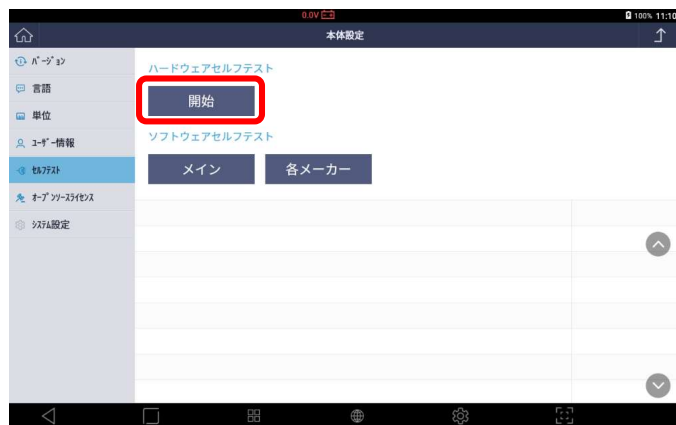 0.0V
100% 11:10
本体設定
ﾊﾞｰｼﾞｮﾝ
言語
単位
ﾕｰｻﾞｰ情報
ｾﾙﾌﾃｽﾄ
ｵｰﾌﾟﾝｿｰｽﾗｲｾﾝｽ
ｼｽﾃﾑ設定
ハードウェアセルフテスト
開始
ソフトウェアセルフテスト
メイン 各メーカー